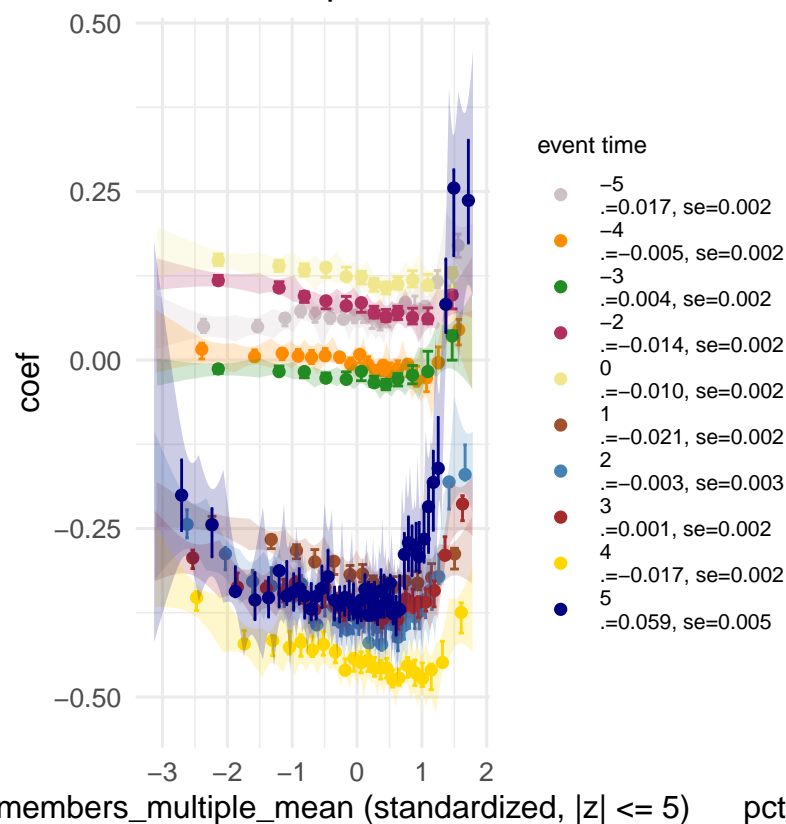 0.50
0.25
0.00
−0.25
−0.50
coef
−3 −2 −1 0 1 2
members_multiple_mean (standardized, |z| <= 5) pct
event time
−5
.=0.017, se=0.002
−4
.=−0.005, se=0.002
−3
.=0.004, se=0.002
−2
.=−0.014, se=0.002
0
.=−0.010, se=0.002
1
.=−0.021, se=0.002
2
.=−0.003, se=0.003
3
.=0.001, se=0.002
4
.=−0.017, se=0.002
5
.=0.059, se=0.005